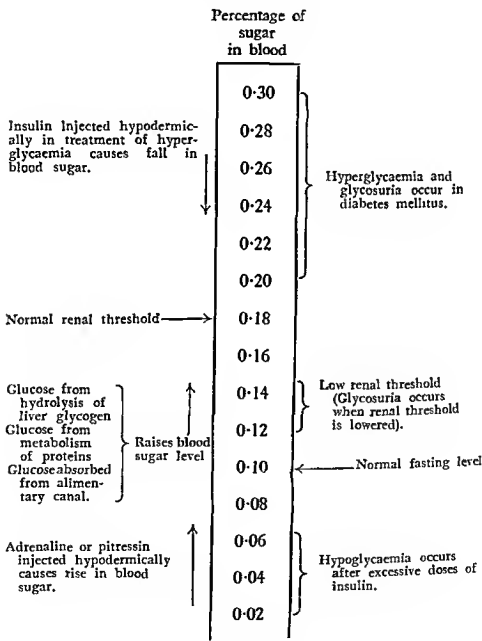 Percentage of
sugar
in blood
0·30
0·28
0·26
0·24
0·22
0·20
0·18
0·16
0·14
0·12
0·10
0·08
0·06
0·04
0·02
Insulin Injected hypodermic-
ally in treatment of hyper-
glycaemia causes fall in
blood sugar.
Normal renal threshold
Glucose from
hydrolysis of
liver glycogen
Glucose from
metabolism
of proteins
Glucose absorbed
from alimen-
tary canal.
Raises blood
sugar level
Adrenaline or pitressin
injected hypodermically
causes rise in blood
sugar.
Hyperglycaemia and
glycosuria occur in
diabetes mellitus.
Low renal threshold
(Glycosuria occurs
when renal threshold
is lowered).
Normal fasting level
Hypoglycaemia occurs
after excessive doses of
insulin.